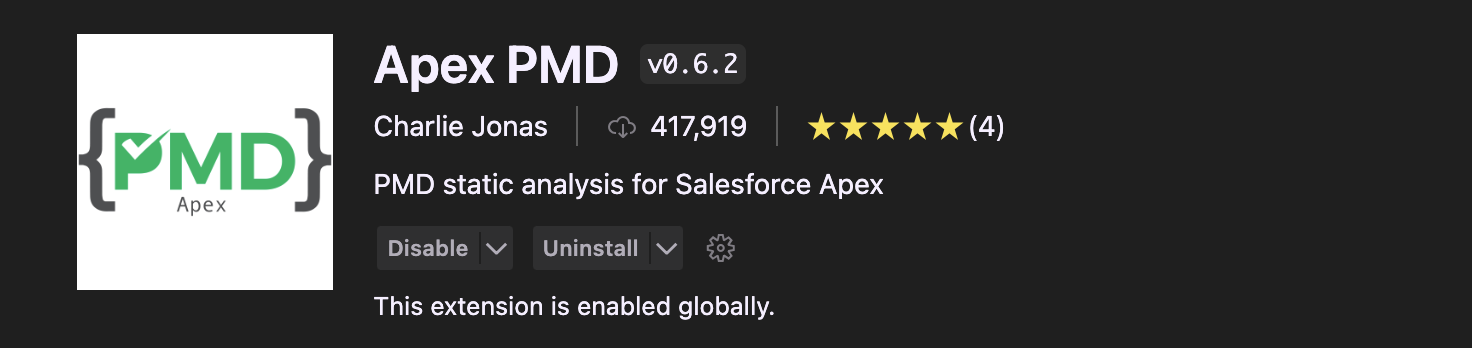 Apex PMD v0.6.2
Charlie Jonas 417,919 (4)
{PMD}
Apex
PMD static analysis for Salesforce Apex
Disable Uninstall
This extension is enabled globally.